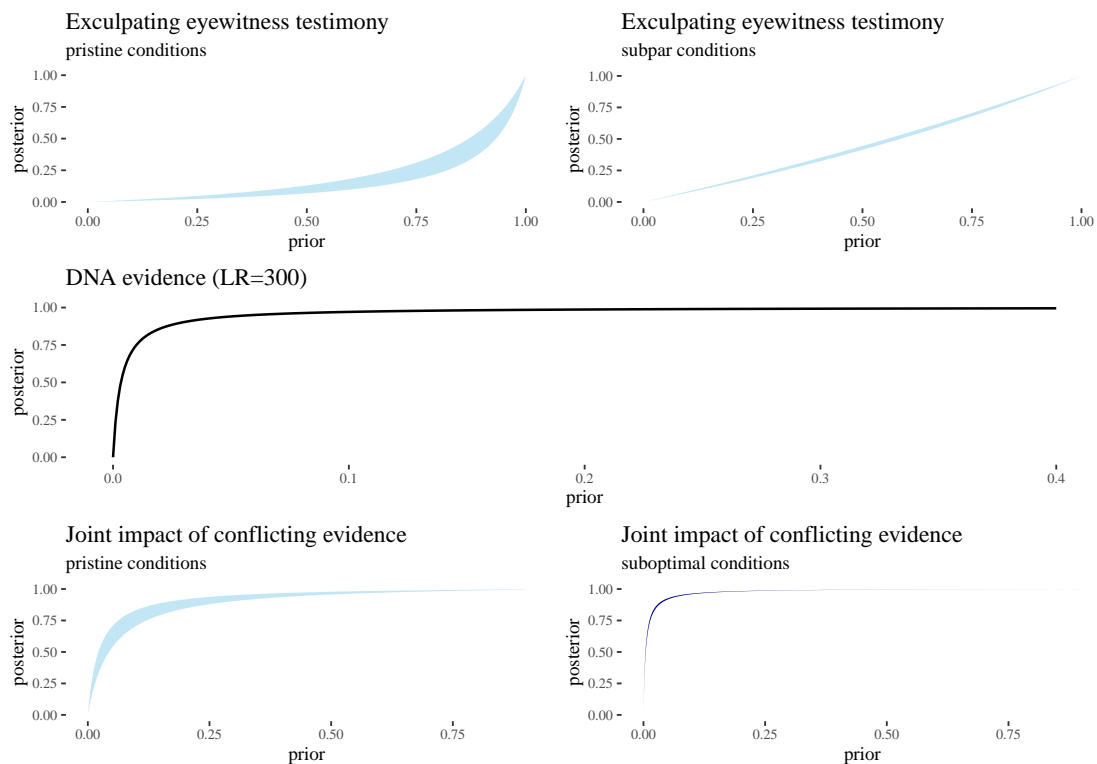 Exculpating eyewitness testimony
pristine conditions
1.00
0.75
0.50
0.25
0.00
posterior
0.00 0.25 0.50 0.75 1.00
prior
Exculpating eyewitness testimony
subpar conditions
1.00
0.75
0.50
0.25
0.00
posterior
0.00 0.25 0.50 0.75 1.00
prior
DNA evidence (LR=300)
1.00
0.75
0.50
0.25
0.00
posterior
0.0 0.1 0.2 0.3 0.4
prior
Joint impact of conflicting evidence
pristine conditions
1.00
0.75
0.50
0.25
0.00
posterior
0.00 0.25 0.50 0.75
prior
Joint impact of conflicting evidence
suboptimal conditions
1.00
0.75
0.50
0.25
0.00
posterior
0.00 0.25 0.50 0.75
prior